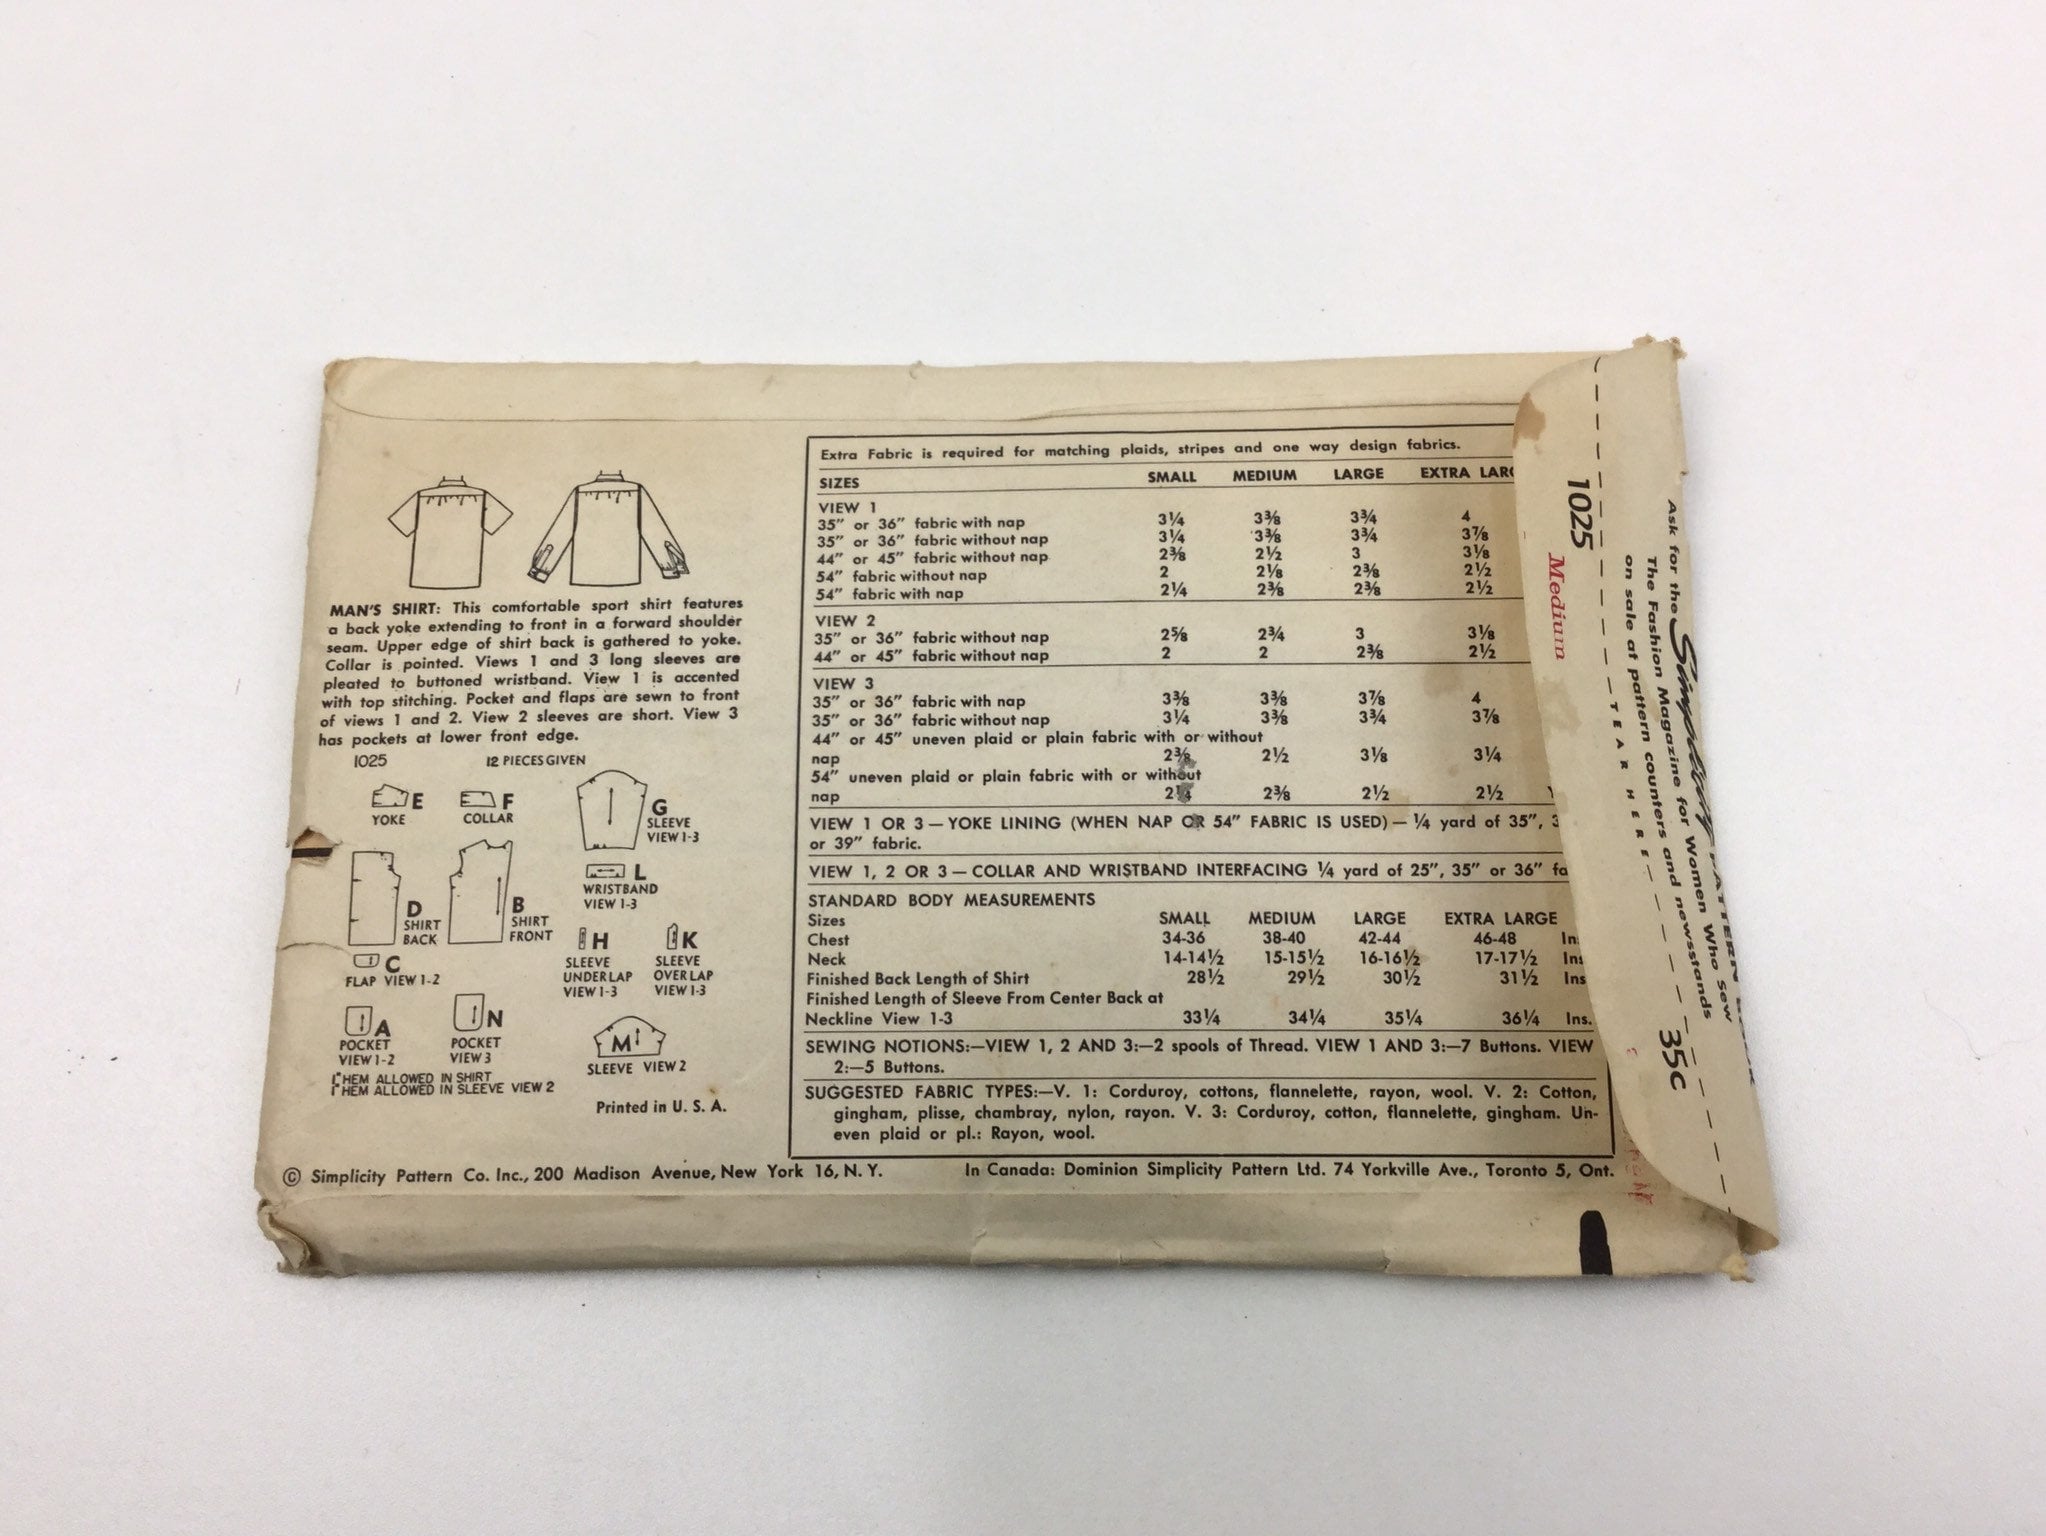 MAN'S SHIRT: This comfortable sport shirt features
a back yoke extending to front in a forward shoulder
seam. Upper edge of shirt back is gathered to yoke.
Collar is pointed. Views 1 and 3 long sleeves are
pleated to buttoned wristband. View 1 is accented
with top stitching. Pocket and flaps are sewn to front
of views 1 and 2. View 2 sleeves are short. View 3
has pockets at lower front edge.
1025 12 PIECES GIVEN
E
YOKE
F
COLLAR
G
SLEEVE
VIEW 1-3
L
WRISTBAND
VIEW 1-3
D
SHIRT
BACK
B
SHIRT
FRONT
H
SLEEVE
UNDERLAP
VIEW 1-3
K
SLEEVE
OVERLAP
VIEW 1-3
C
FLAP VIEW 1-2
A
POCKET
VIEW 1-2
N
POCKET
VIEW 3
M
SLEEVE VIEW 2
1" HEM ALLOWED IN SHIRT
1" HEM ALLOWED IN SLEEVE VIEW 2
Printed in U. S. A.
Extra Fabric is required for matching plaids, stripes and one way design fabrics.
SIZES SMALL MEDIUM LARGE EXTRA LARG
VIEW 1
35" or 36" fabric with nap 3¼ 3⅜ 3¾ 4
35" or 36" fabric without nap 3¼ 3⅜ 3¾ 3⅞
44" or 45" fabric without nap 2⅜ 2½ 3 3⅛
54" fabric without nap 2 2⅛ 2⅜ 2½
54" fabric with nap 2¼ 2⅜ 2⅜ 2½
VIEW 2
35" or 36" fabric without nap 2⅝ 2¾ 3 3⅛
44" or 45" fabric without nap 2 2 2⅜ 2½
VIEW 3
35" or 36" fabric with nap 3⅜ 3⅜ 3⅞ 4
35" or 36" fabric without nap 3¼ 3⅜ 3¾ 3⅞
44" or 45" uneven plaid or plain fabric with or without
nap 2⅜ 2½ 3⅛ 3¼
54" uneven plaid or plain fabric with or without
nap 2¼ 2⅜ 2½ 2½
VIEW 1 OR 3 — YOKE LINING (WHEN NAP OR 54" FABRIC IS USED) — ¼ yard of 35", 3
or 39" fabric.
VIEW 1, 2 OR 3 — COLLAR AND WRISTBAND INTERFACING ¼ yard of 25", 35" or 36" fa
STANDARD BODY MEASUREMENTS
Sizes SMALL MEDIUM LARGE EXTRA LARGE
Chest 34-36 38-40 42-44 46-48 Ins
Neck 14-14½ 15-15½ 16-16½ 17-17½ Ins
Finished Back Length of Shirt 28½ 29½ 30½ 31½ Ins
Finished Length of Sleeve From Center Back at
Neckline View 1-3 33¼ 34¼ 35¼ 36¼ Ins.
SEWING NOTIONS:—VIEW 1, 2 AND 3:—2 spools of Thread. VIEW 1 AND 3:—7 Buttons. VIEW
2:—5 Buttons.
SUGGESTED FABRIC TYPES:—V. 1: Corduroy, cottons, flannelette, rayon, wool. V. 2: Cotton,
gingham, plisse, chambray, nylon, rayon. V. 3: Corduroy, cotton, flannelette, gingham. Un-
even plaid or pl.: Rayon, wool.
© Simplicity Pattern Co. Inc., 200 Madison Avenue, New York 16, N. Y. In Canada: Dominion Simplicity Pattern Ltd. 74 Yorkville Ave., Toronto 5, Ont.
Ask for the Simplicity PATTERN
The Fashion Magazine for Women Who Sew
on sale at pattern counters and newsstands
TEAR HERE
1025 35c
Medium